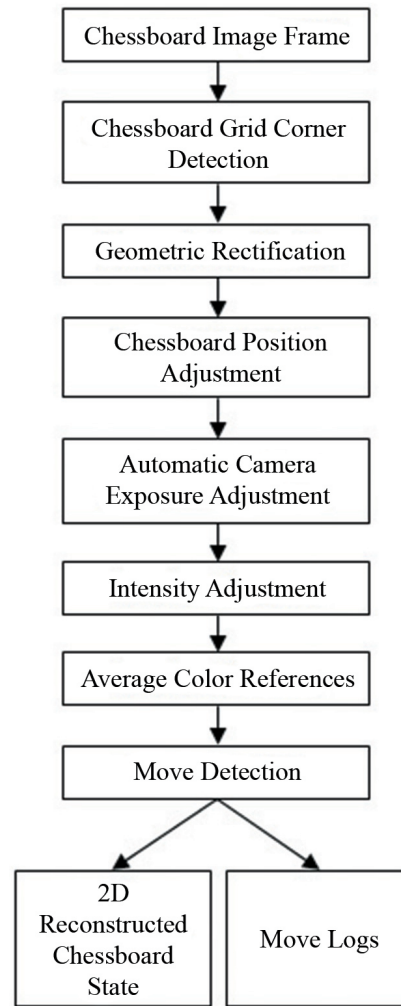 Chessboard Image Frame
Chessboard Grid Corner
Detection
Geometric Rectification
Chessboard Position
Adjustment
Automatic Camera
Exposure Adjustment
Intensity Adjustment
Average Color References
Move Detection
2D
Reconstructed
Chessboard
State
Move Logs